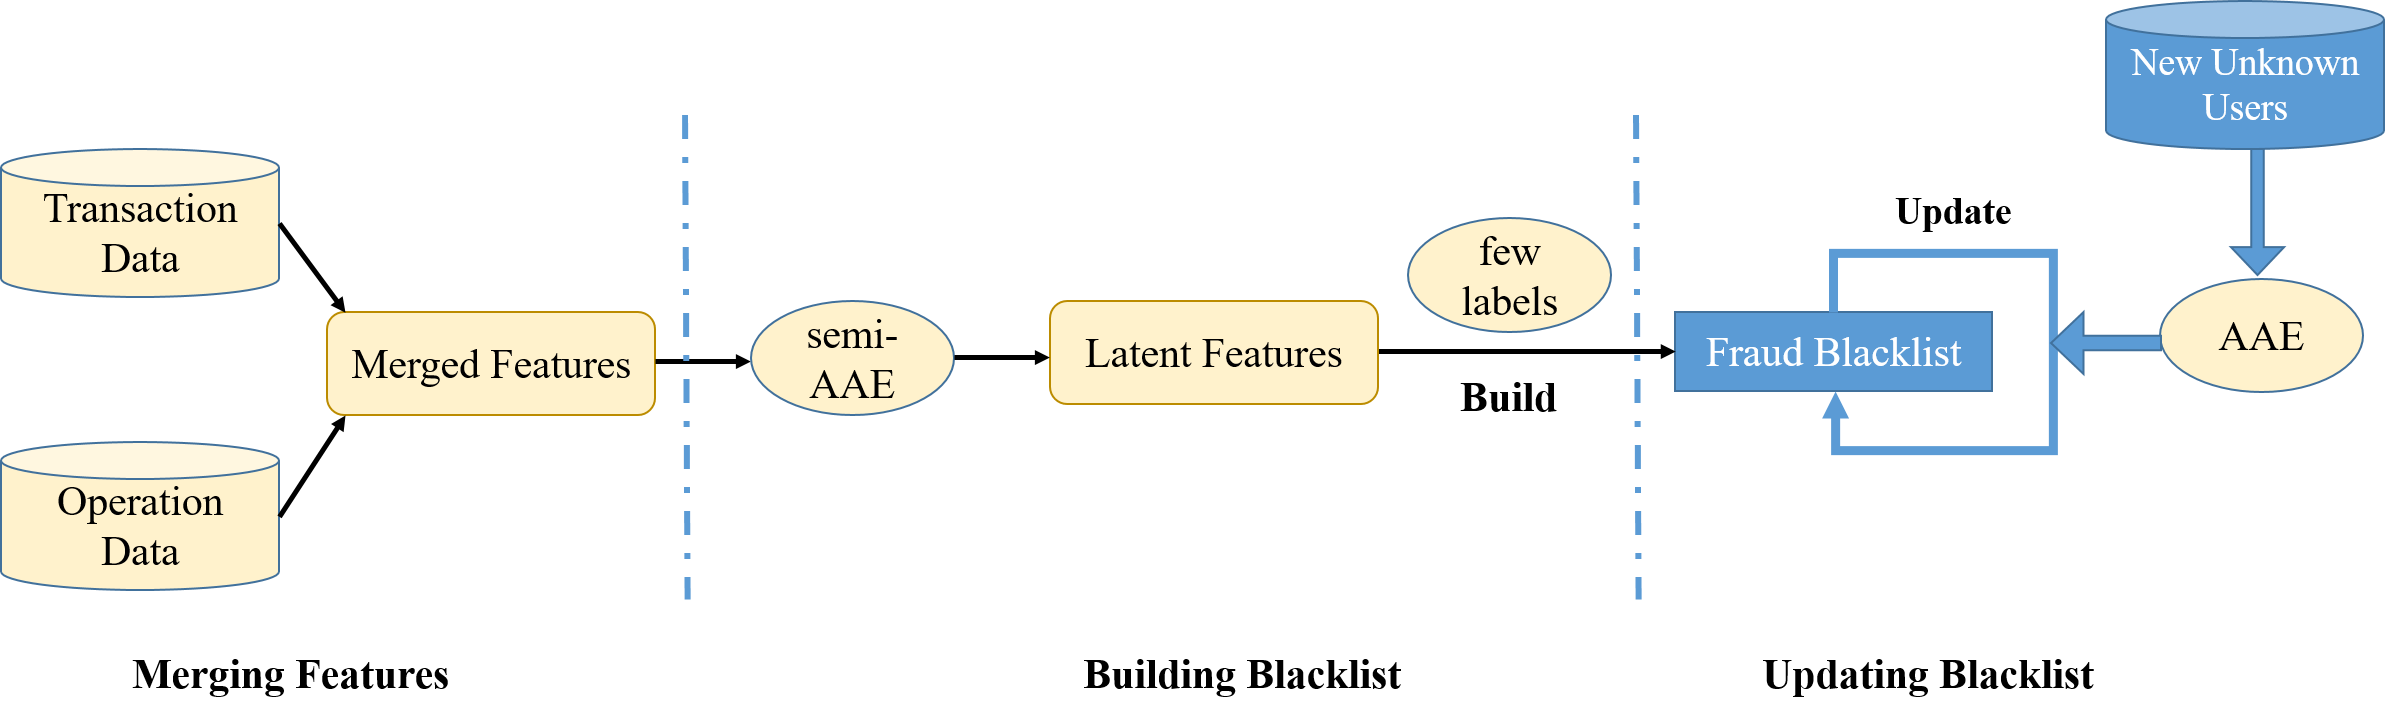 Transaction
Data
Operation
Data
Merged Features
semi-
AAE
Latent Features
few
labels
Build
Fraud Blacklist
Update
New Unknown
Users
AAE
Merging Features
Building Blacklist
Updating Blacklist